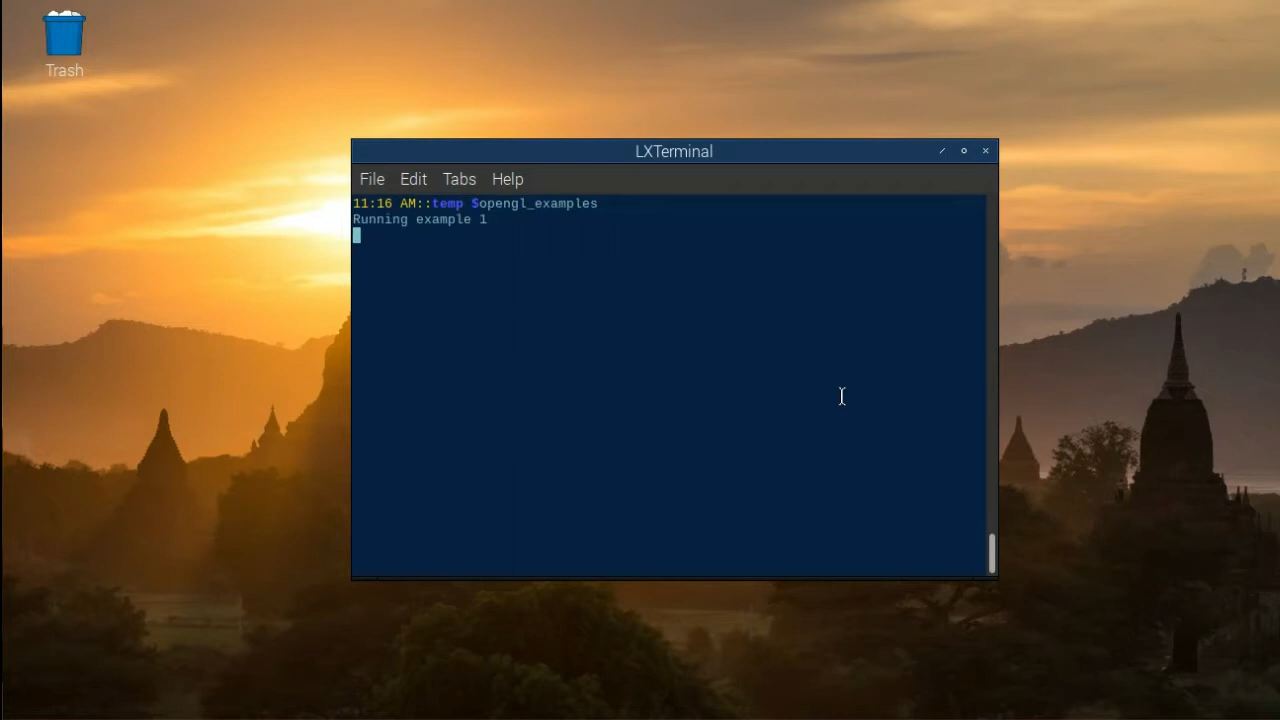 Trash
LXTerminal
File Edit Tabs Help
11:16 AM::temp $opengl_examples
Running example 1